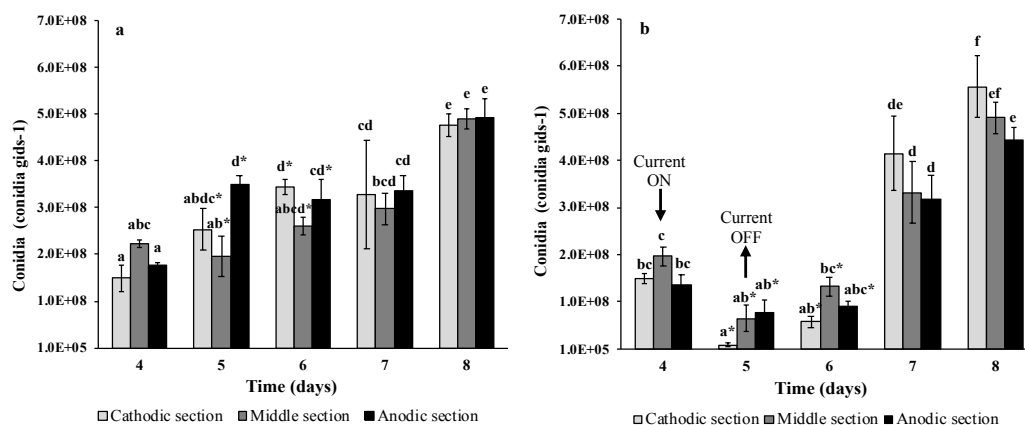 a
Conidia (conidia gids-1)
7.0E+08
6.0E+08
5.0E+08
4.0E+08
3.0E+08
2.0E+08
1.0E+08
1.0E+05
a abc a
abdc* ab* d*
d* abcd* cd*
cd bcd cd
e e e
4 5 6 7 8
Time (days)
Cathodic section Middle section Anodic section
b
Conidia (conidia gids-1)
7.0E+08
6.0E+08
5.0E+08
4.0E+08
3.0E+08
2.0E+08
1.0E+08
1.0E+05
Current
ON
Current
OFF
bc c bc
a* ab* ab*
ab* bc* abc*
de d d
f ef e
4 5 6 7 8
Time (days)
Cathodic section Middle section Anodic section